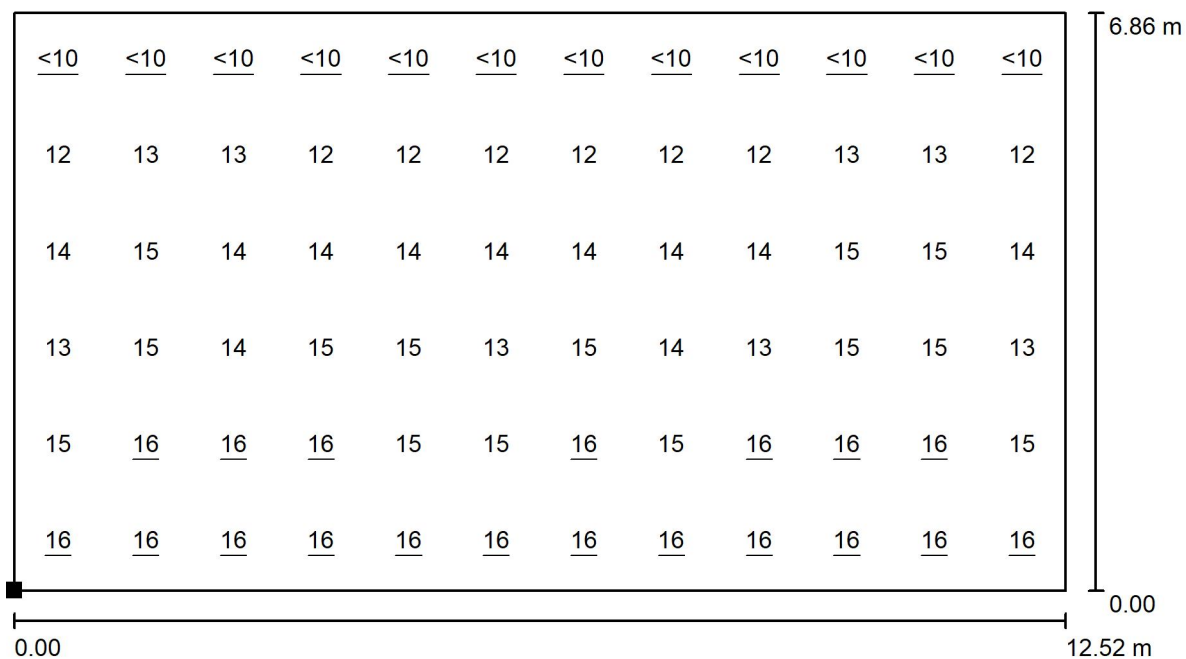 6.86 m
<10 <10 <10 <10 <10 <10 <10 <10 <10 <10 <10 <10
12 13 13 12 12 12 12 12 12 13 13 12
14 15 14 14 14 14 14 14 14 15 15 14
13 15 14 15 15 13 15 14 13 15 15 13
15 16 16 16 15 15 16 15 16 16 16 15
16 16 16 16 16 16 16 16 16 16 16 16
0.00
0.00 12.52 m